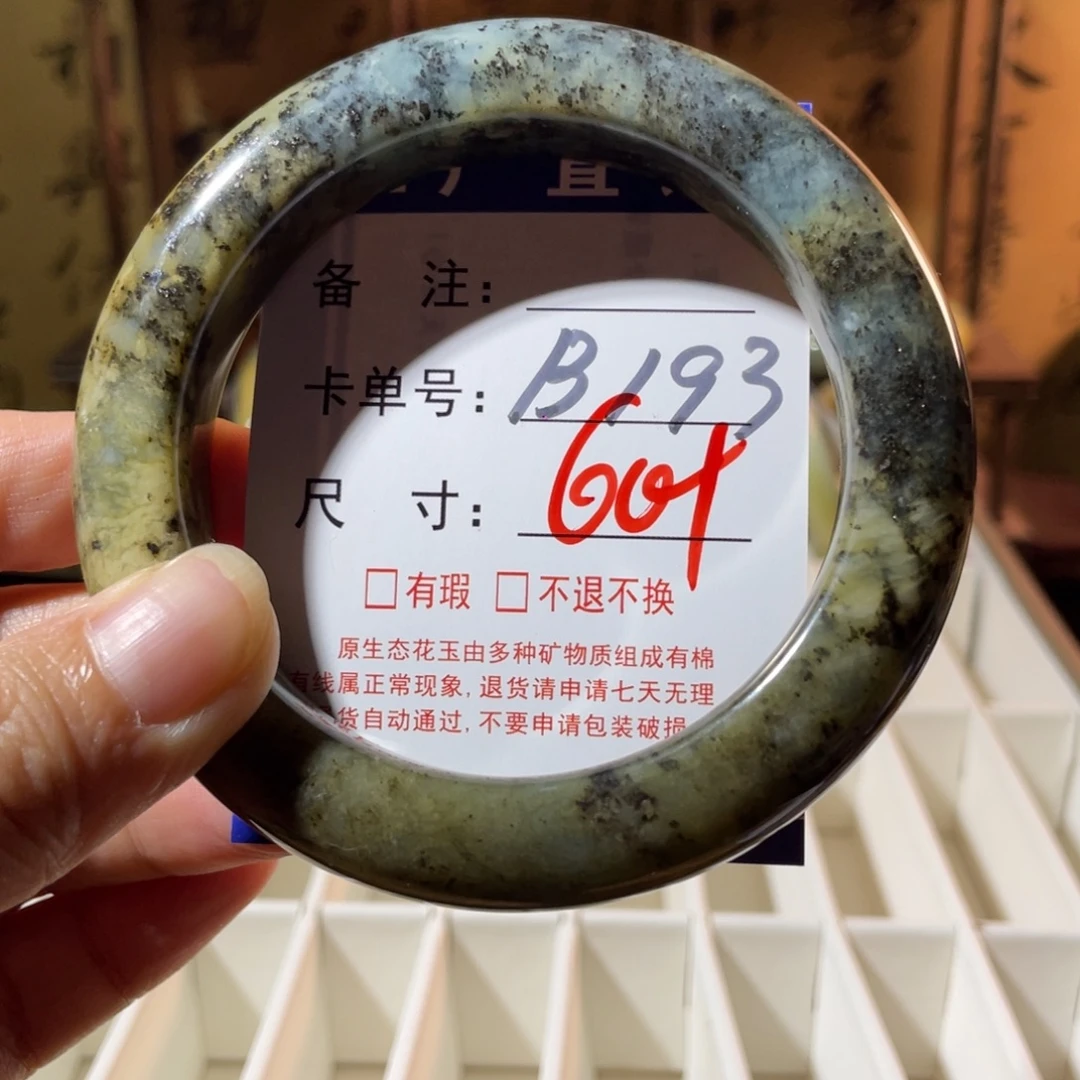 直
备 注:
卡单号: B193
尺 寸: 60+
□有瑕 □不退不换
原生态花玉由多种矿物质组成有棉
有线属正常现象,退货请申请七天无理
货自动通过,不要申请包装破损